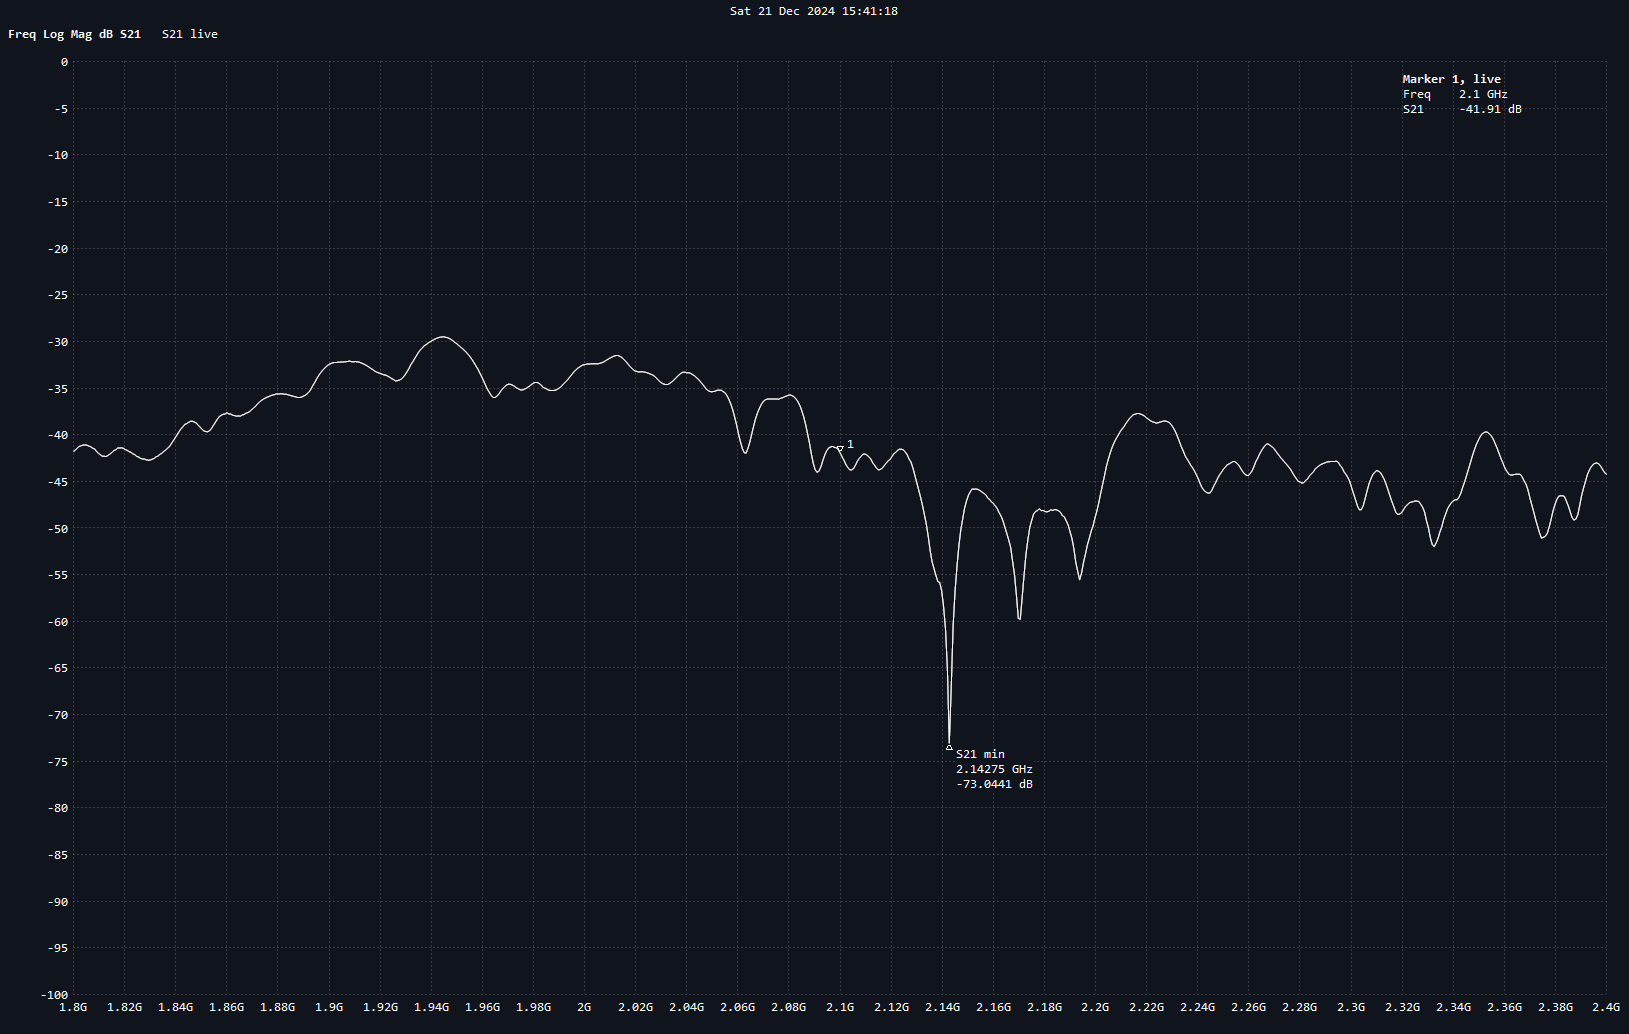 Sat 21 Dec 2024 15:41:18
Freq Log Mag dB S21 S21 live
0
Marker 1, live
Freq 2.1 GHz
S21 -41.91 dB
-5
-10
-15
-20
-25
-30
-35
-40
1
-45
-50
-55
-60
-65
-70
S21 min
2.14275 GHz
-73.0441 dB
-75
-80
-85
-90
-95
-100
1.8G 1.82G 1.84G 1.86G 1.88G 1.9G 1.92G 1.94G 1.96G 1.98G 2G 2.02G 2.04G 2.06G 2.08G 2.1G 2.12G 2.14G 2.16G 2.18G 2.2G 2.22G 2.24G 2.26G 2.28G 2.3G 2.32G 2.34G 2.36G 2.38G 2.4G